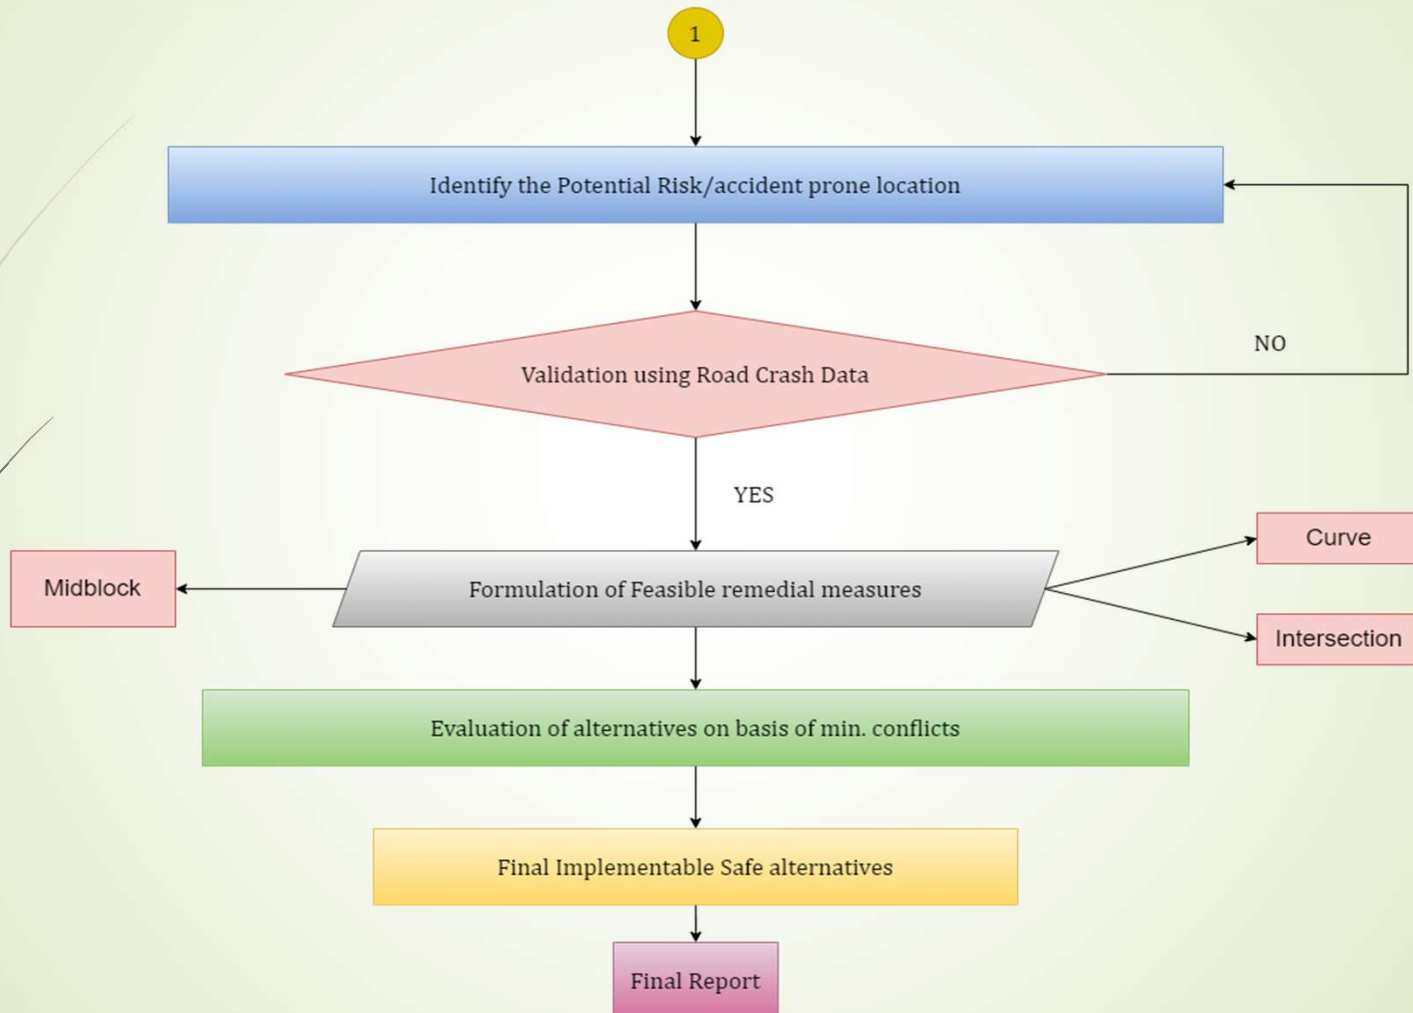 1
Identify the Potential Risk/accident prone location
Validation using Road Crash Data
NO
YES
Midblock
Formulation of Feasible remedial measures
Curve
Intersection
Evaluation of alternatives on basis of min. conflicts
Final Implementable Safe alternatives
Final Report